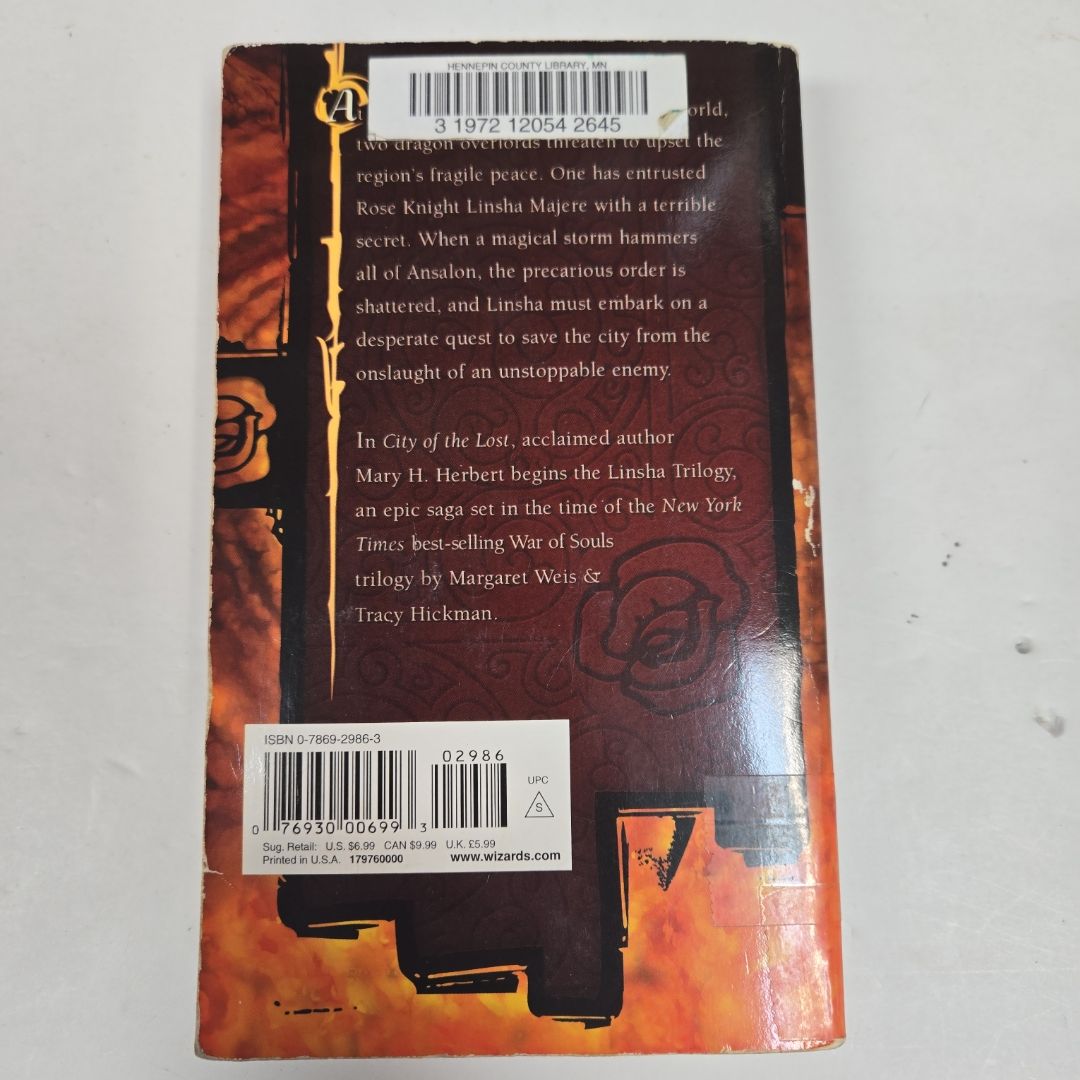 HENNEPIN COUNTY LIBRARY, MN
3 1972 12054 2645
two dragon overlords threaten to upset the
region's fragile peace. One has entrusted
Rose Knight Linsha Majere with a terrible
secret. When a magical storm hammers
all of Ansalon, the precarious order is
shattered, and Linsha must embark on a
desperate quest to save the city from the
onslaught of an unstoppable enemy.
In City of the Lost, acclaimed author
Mary H. Herbert begins the Linsha Trilogy,
an epic saga set in the time of the New York
Times best-selling War of Souls
trilogy by Margaret Weis &
Tracy Hickman.
ISBN 0-7869-2986-3
02986
UPC
S
0 76930 00699 3
Sug. Retail: U.S. $6.99 CAN $9.99 U.K. £5.99
Printed in U.S.A. 179760000 www.wizards.com